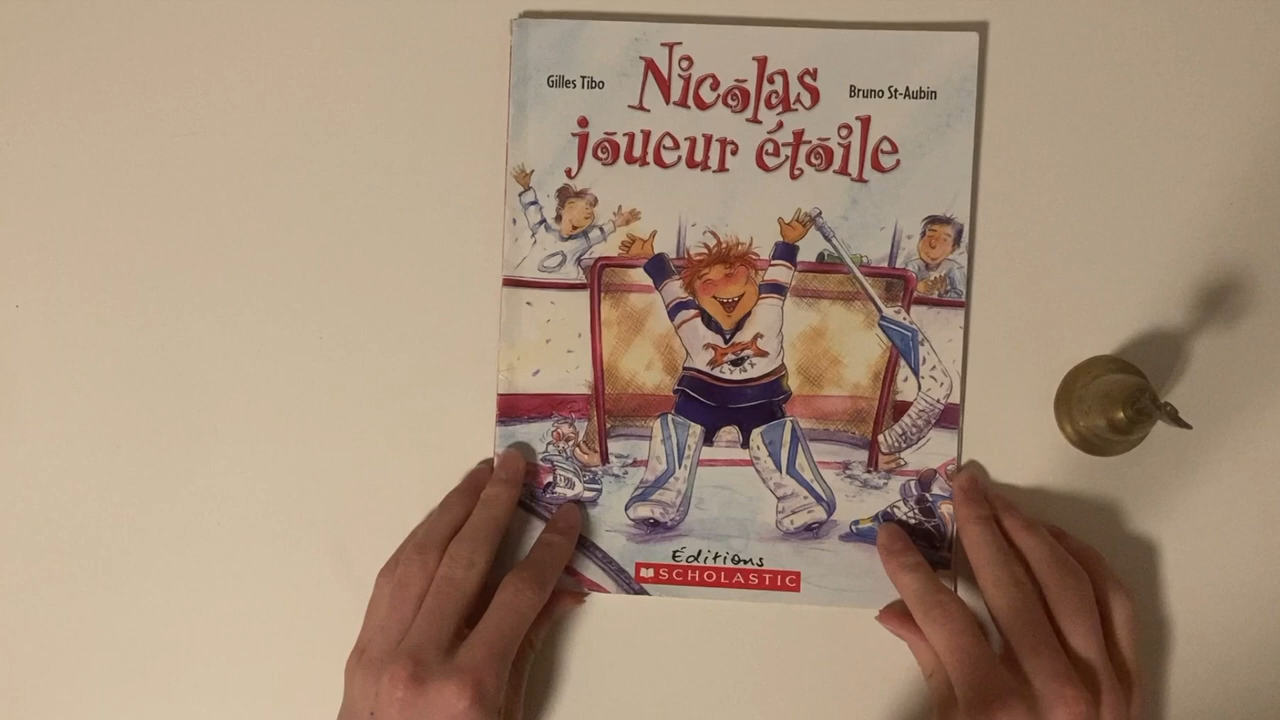 Gilles Tibo
Nicolas
Bruno St-Aubin
joueur étoile
LYNX
Éditions
SCHOLASTIC